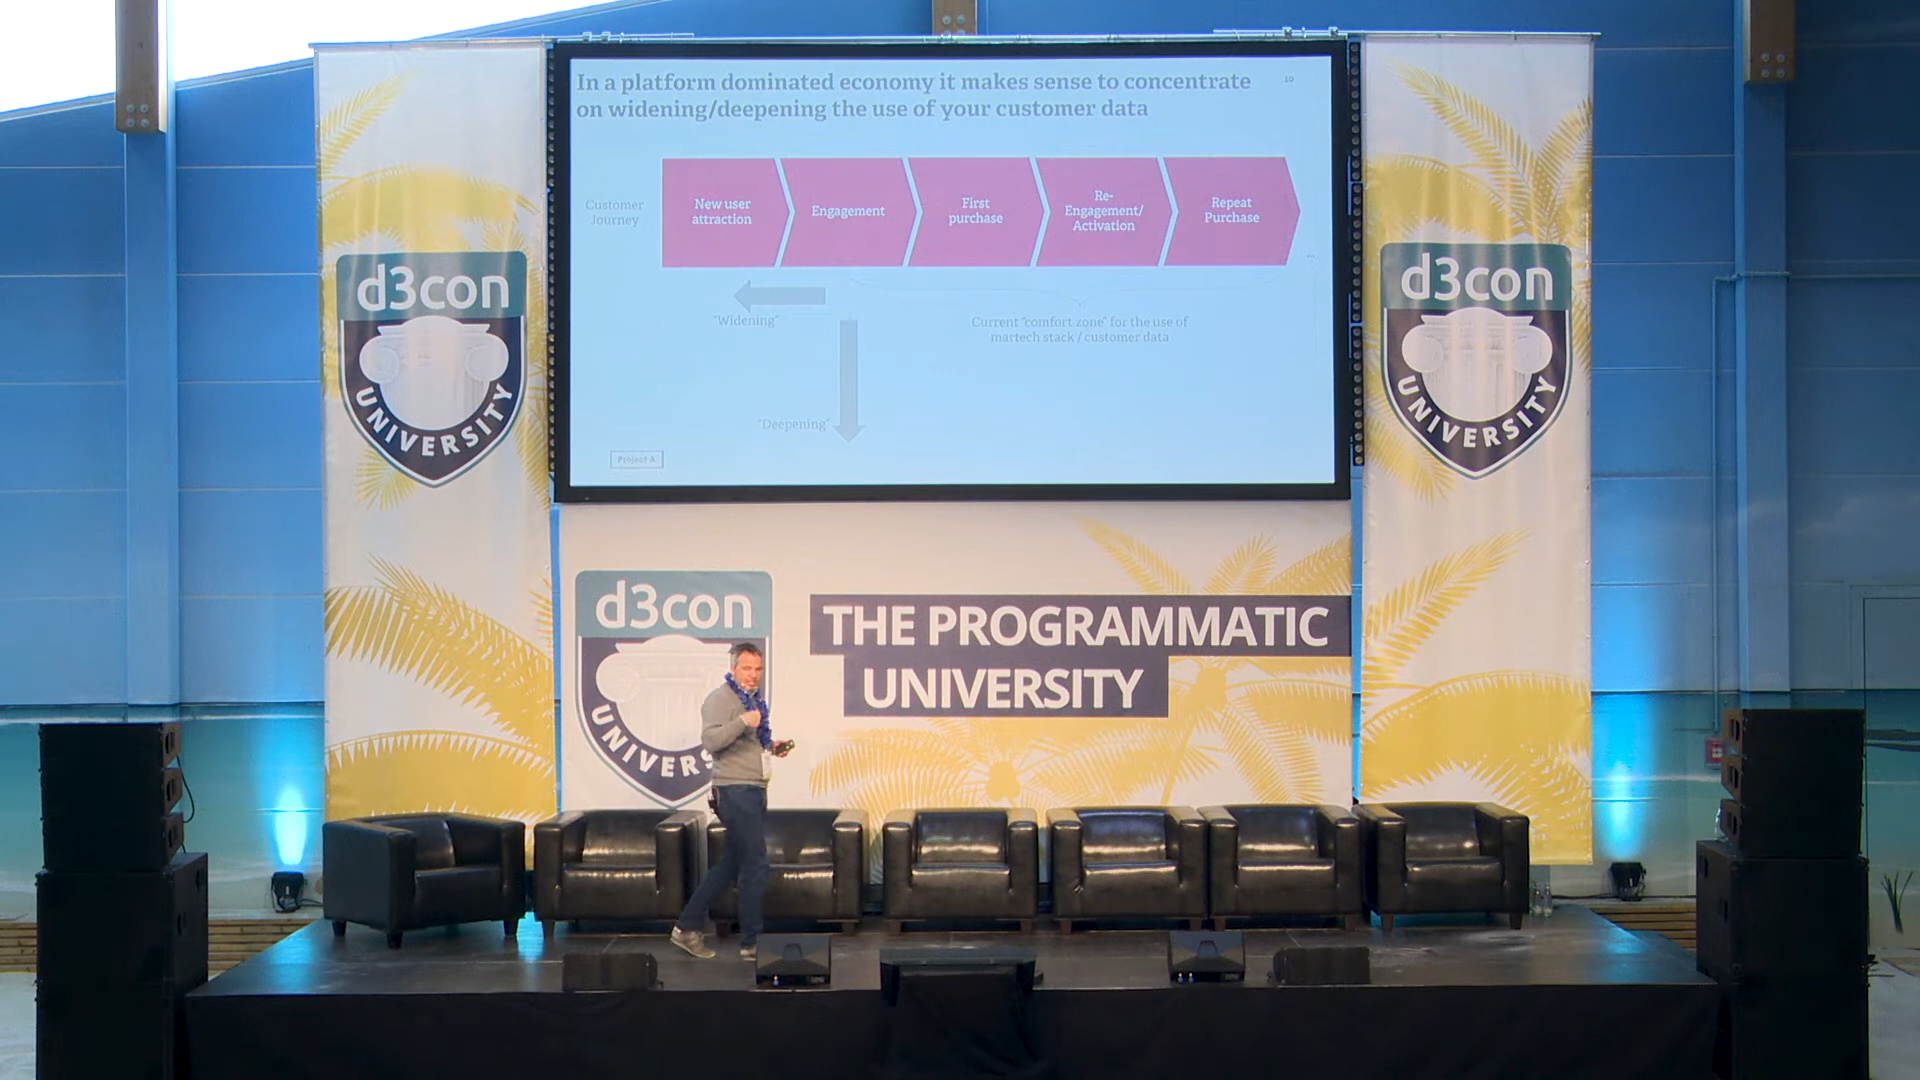 In a platform dominated economy it makes sense to concentrate
on widening/deepening the use of your customer data
10
Customer
Journey
New user
attraction
Engagement
First
purchase
Re-
Engagement/
Activation
Repeat
Purchase
"Widening"
Current "comfort zone" for the use of
martech stack / customer data
"Deepening"
Project A
d3con
UNIVERSITY
d3con
UNIVERSITY
d3con
UNIVERS
THE PROGRAMMATIC
UNIVERSITY